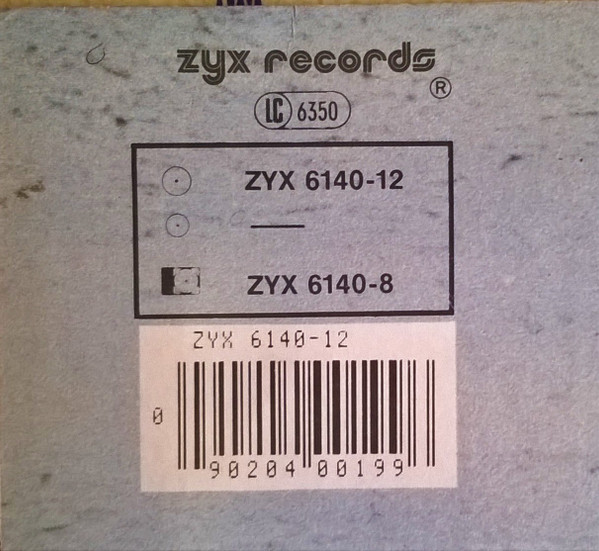 zyx records
®
LC 6350
ZYX 6140-12
ZYX 6140-8
ZYX 6140-12
0 90204 00199